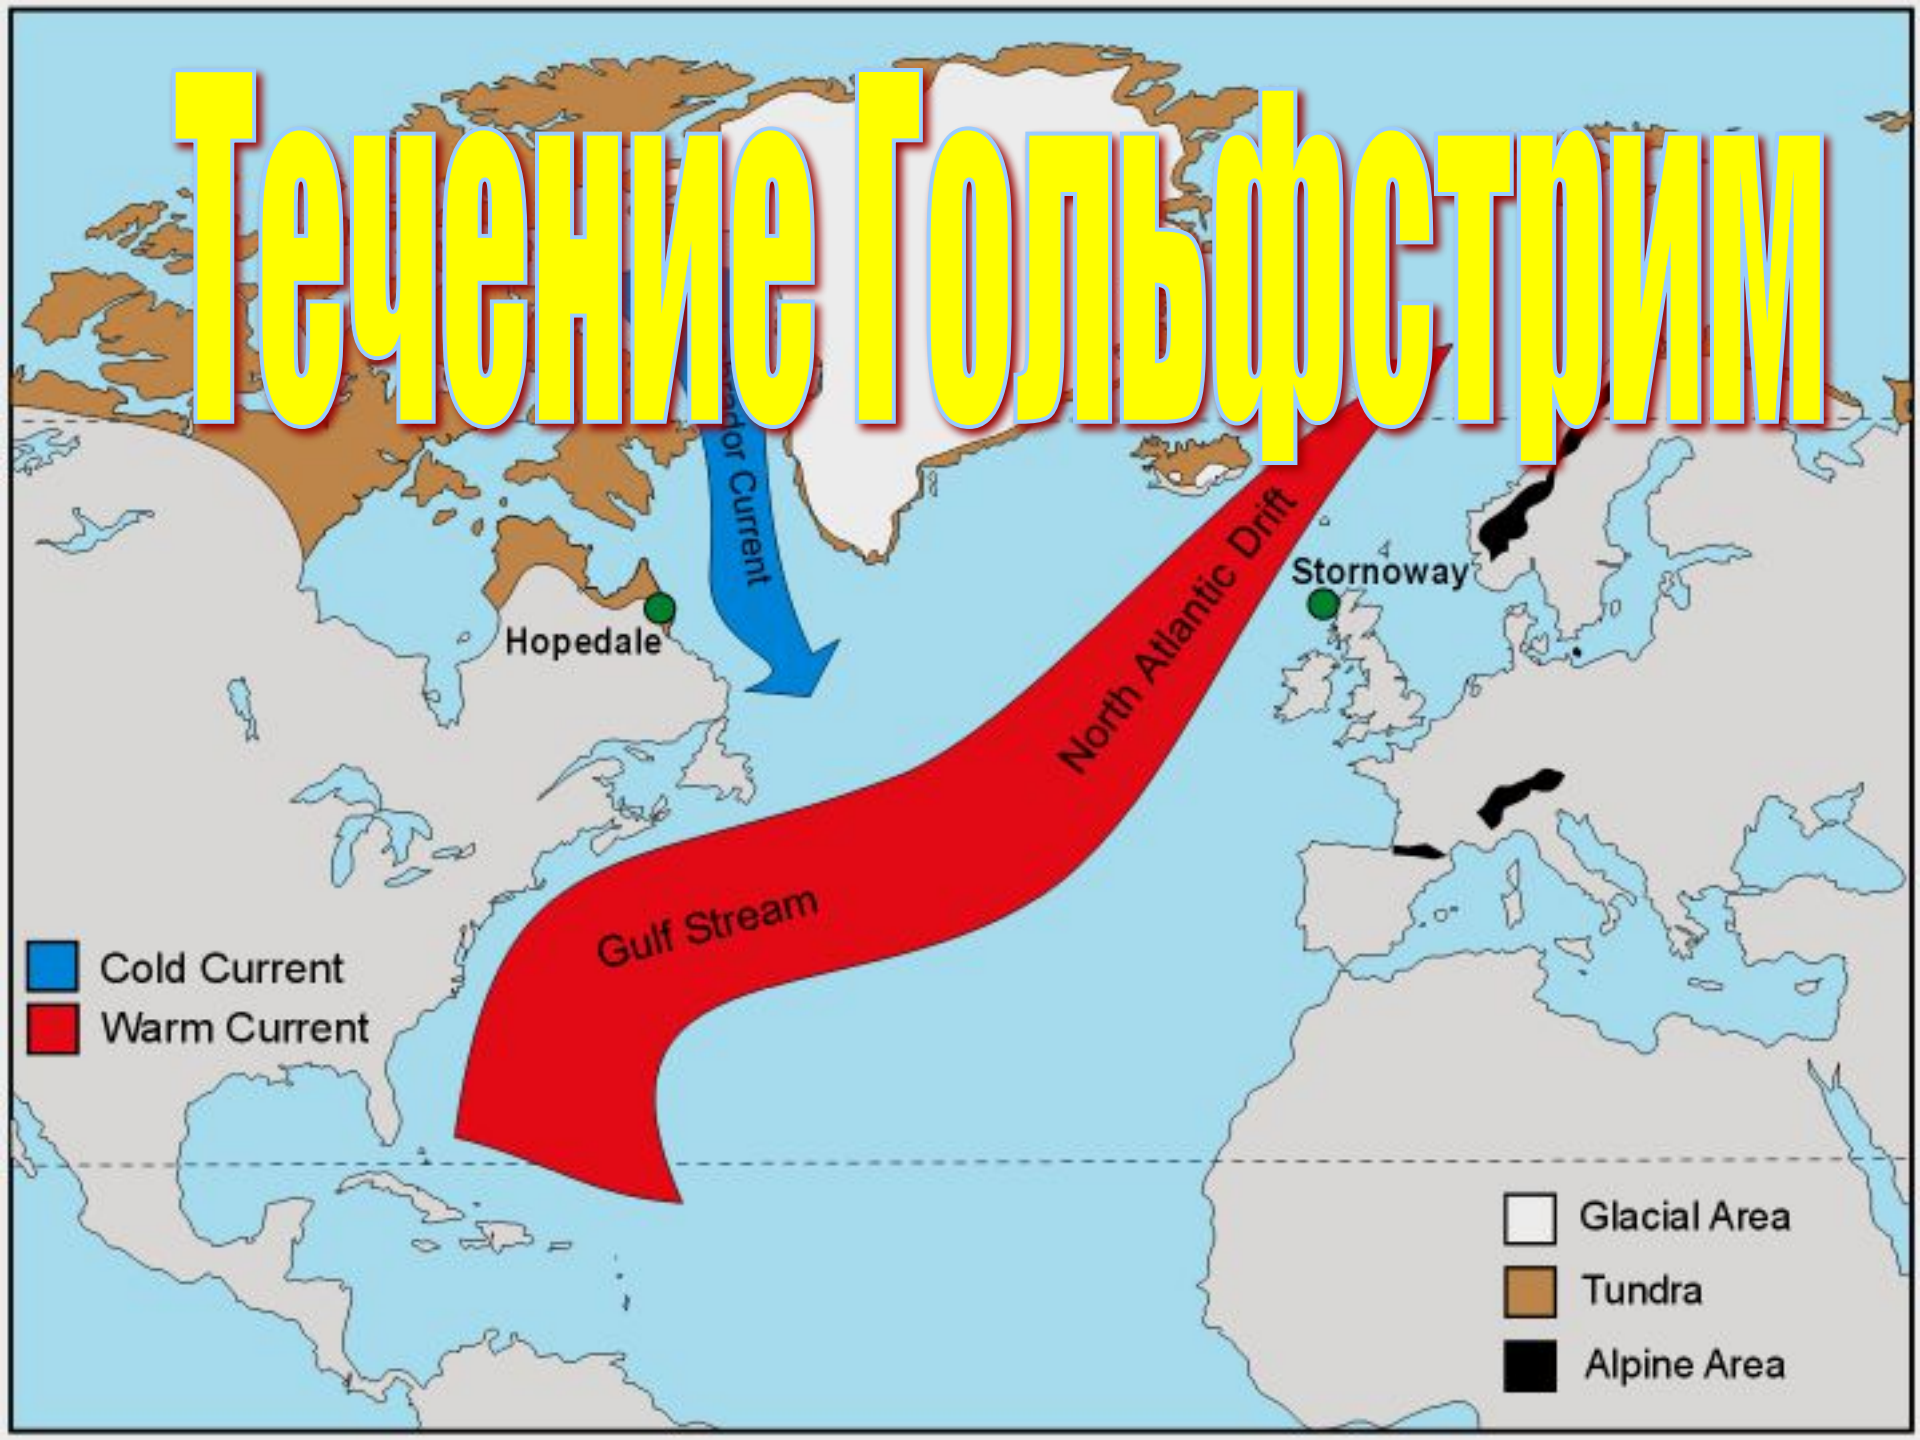 Течение Гольфстрим
Current
North Atlantic Drift
Stornoway
Hopedale
Gulf Stream
Cold Current
Warm Current
Glacial Area
Tundra
Alpine Area